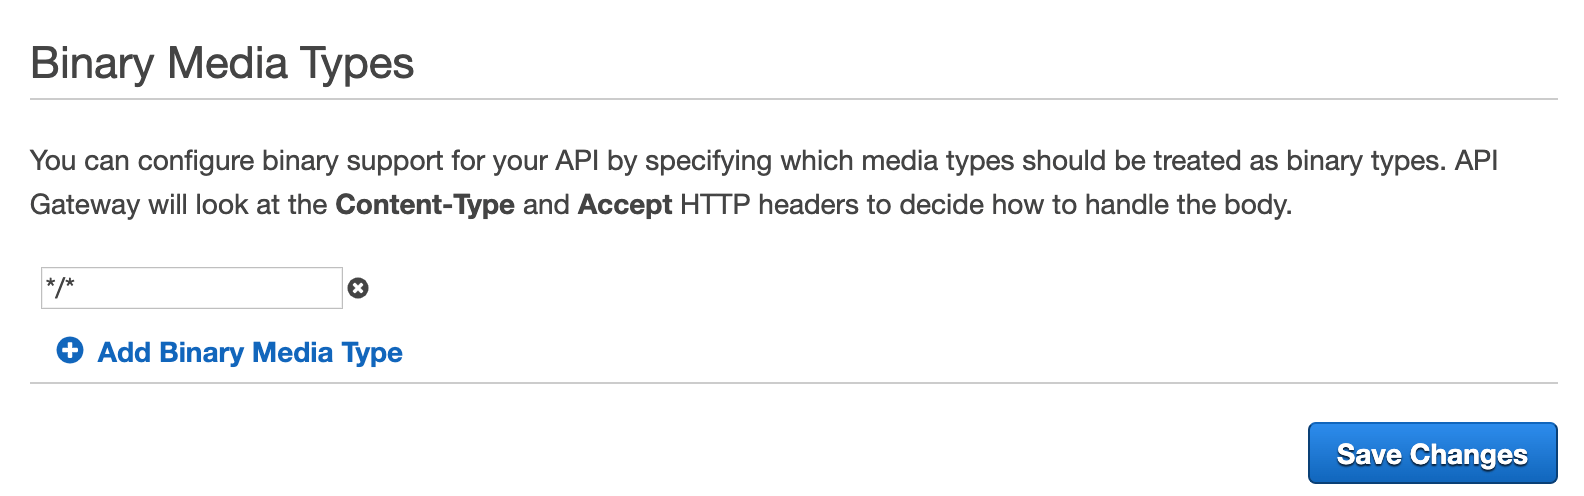 Binary Media Types
You can configure binary support for your API by specifying which media types should be treated as binary types. API
Gateway will look at the Content-Type and Accept HTTP headers to decide how to handle the body.
*/*
Add Binary Media Type
Save Changes